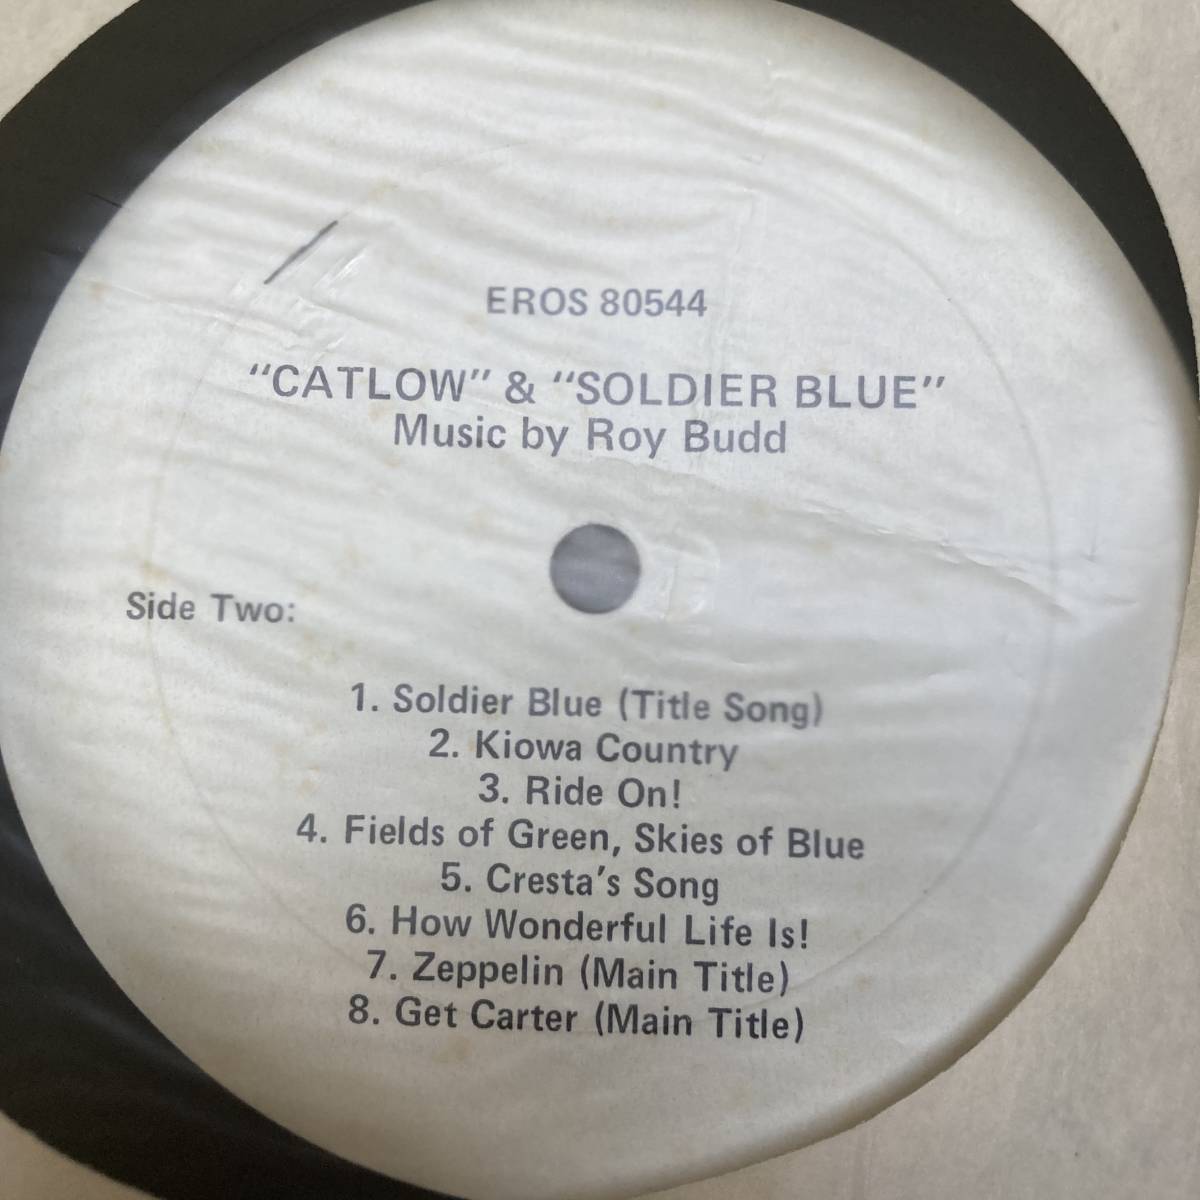 EROS 80544
"CATLOW" & "SOLDIER BLUE"
Music by Roy Budd
Side Two:
1. Soldier Blue (Title Song)
2. Kiowa Country
3. Ride On!
4. Fields of Green, Skies of Blue
5. Cresta's Song
6. How Wonderful Life Is!
7. Zeppelin (Main Title)
8. Get Carter (Main Title)